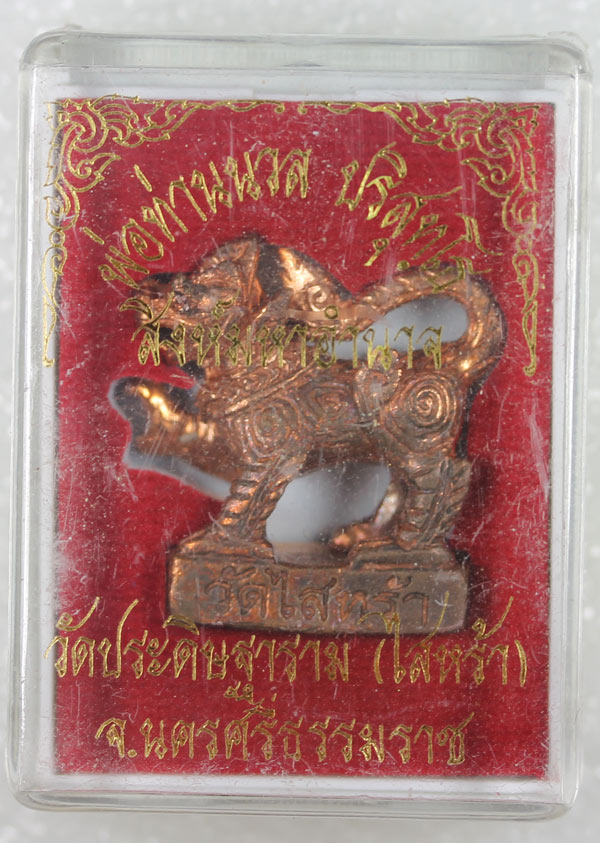 พ่อท่านนวล ปริสุทฺโธ
สิงห์มหาอำนาจ
วัดไสหร้า
วัดประดิษฐาราม (ไสหร้า)
จ.นครศรีธรรมราช